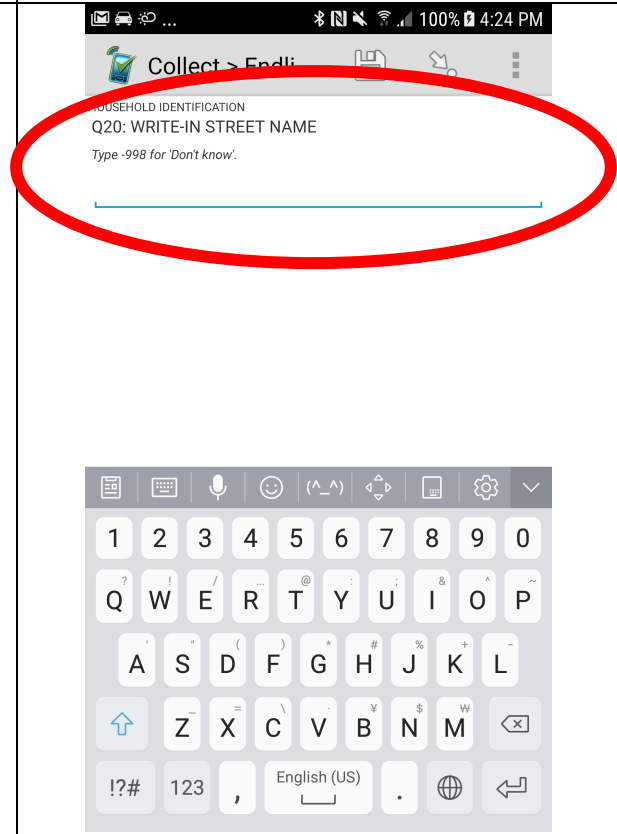 ... 100% 4:24 PM
Collect > Endli
HOUSEHOLD IDENTIFICATION
Q20: WRITE-IN STREET NAME
Type -998 for 'Don't know'.
(^_^)
1 2 3 4 5 6 7 8 9 0
? ! / ... @ : ; & ^ ~
Q W E R T Y U I O P
' " ( ) * # % + -
A S D F G H J K L
_ = \ · ¥ $ ₩
Z X C V B N M
!?# 123 , English (US) .